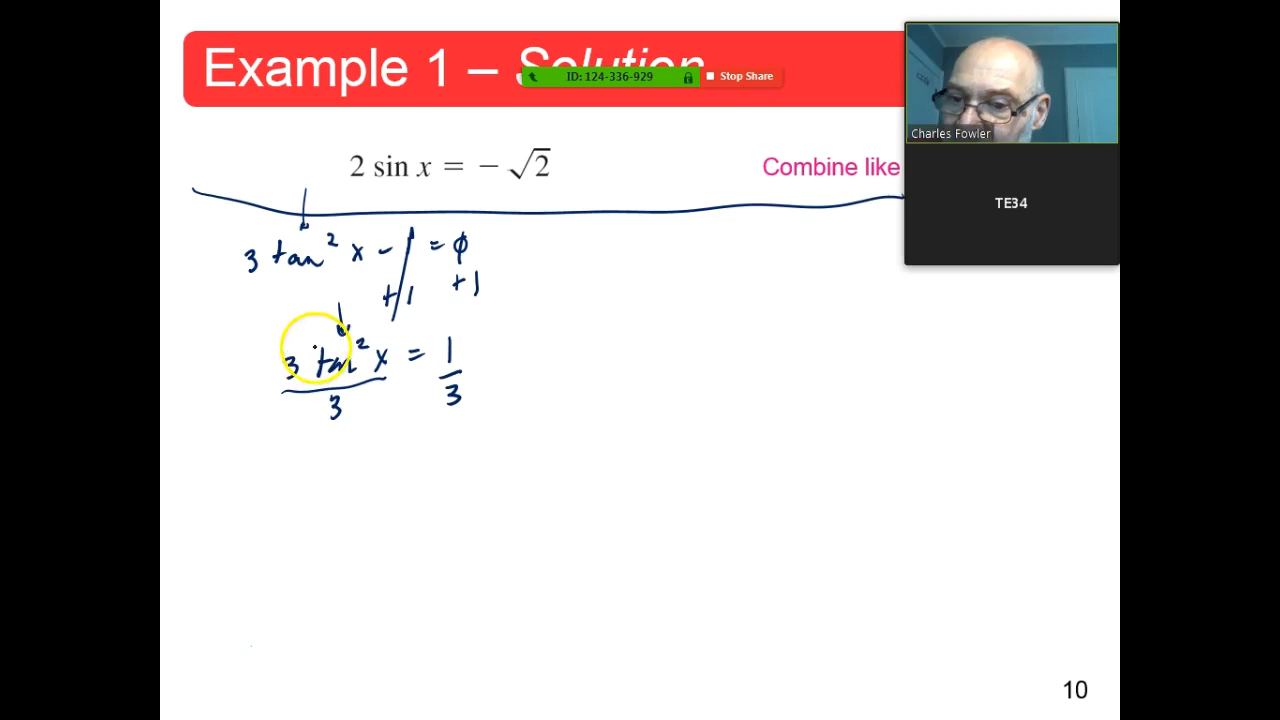 Example 1 – Solution
ID: 124-336-929
Stop Share
Charles Fowler
2 sin x = − √2
Combine like
TE34
3 tan² x − 1 = 0
+1 +1
3 tan² x = 1
3 3
10